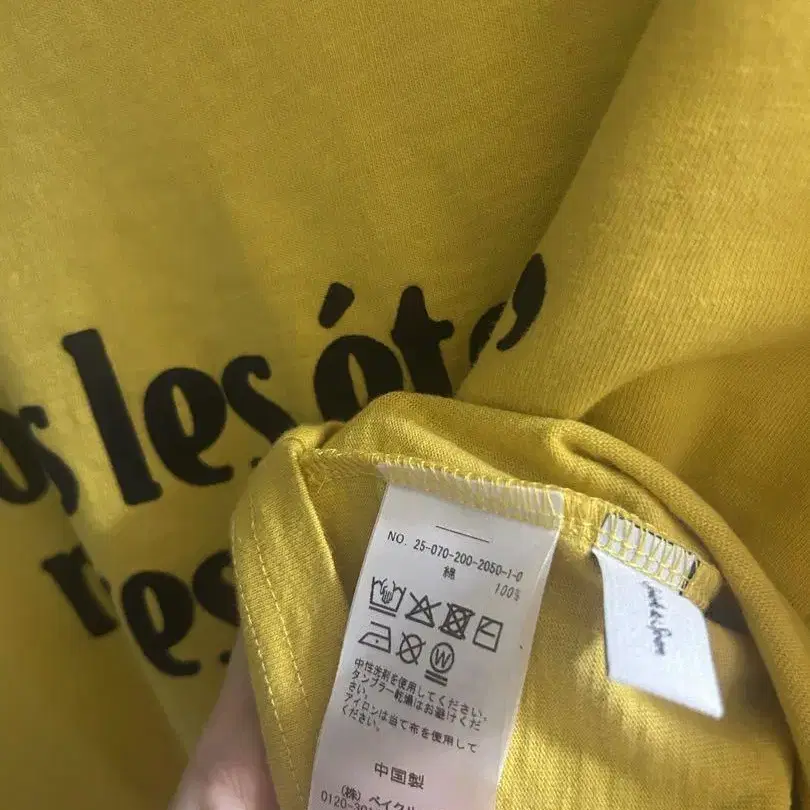 os les éte
res
NO. 25-070-200-2050-1-0
綿 100%
中性洗剤を使用してください。
タンブラー乾燥はお避けくだ
さい。
アイロンは当て布を使用して
ください。
中国製
(株) ベイクル
0120-30